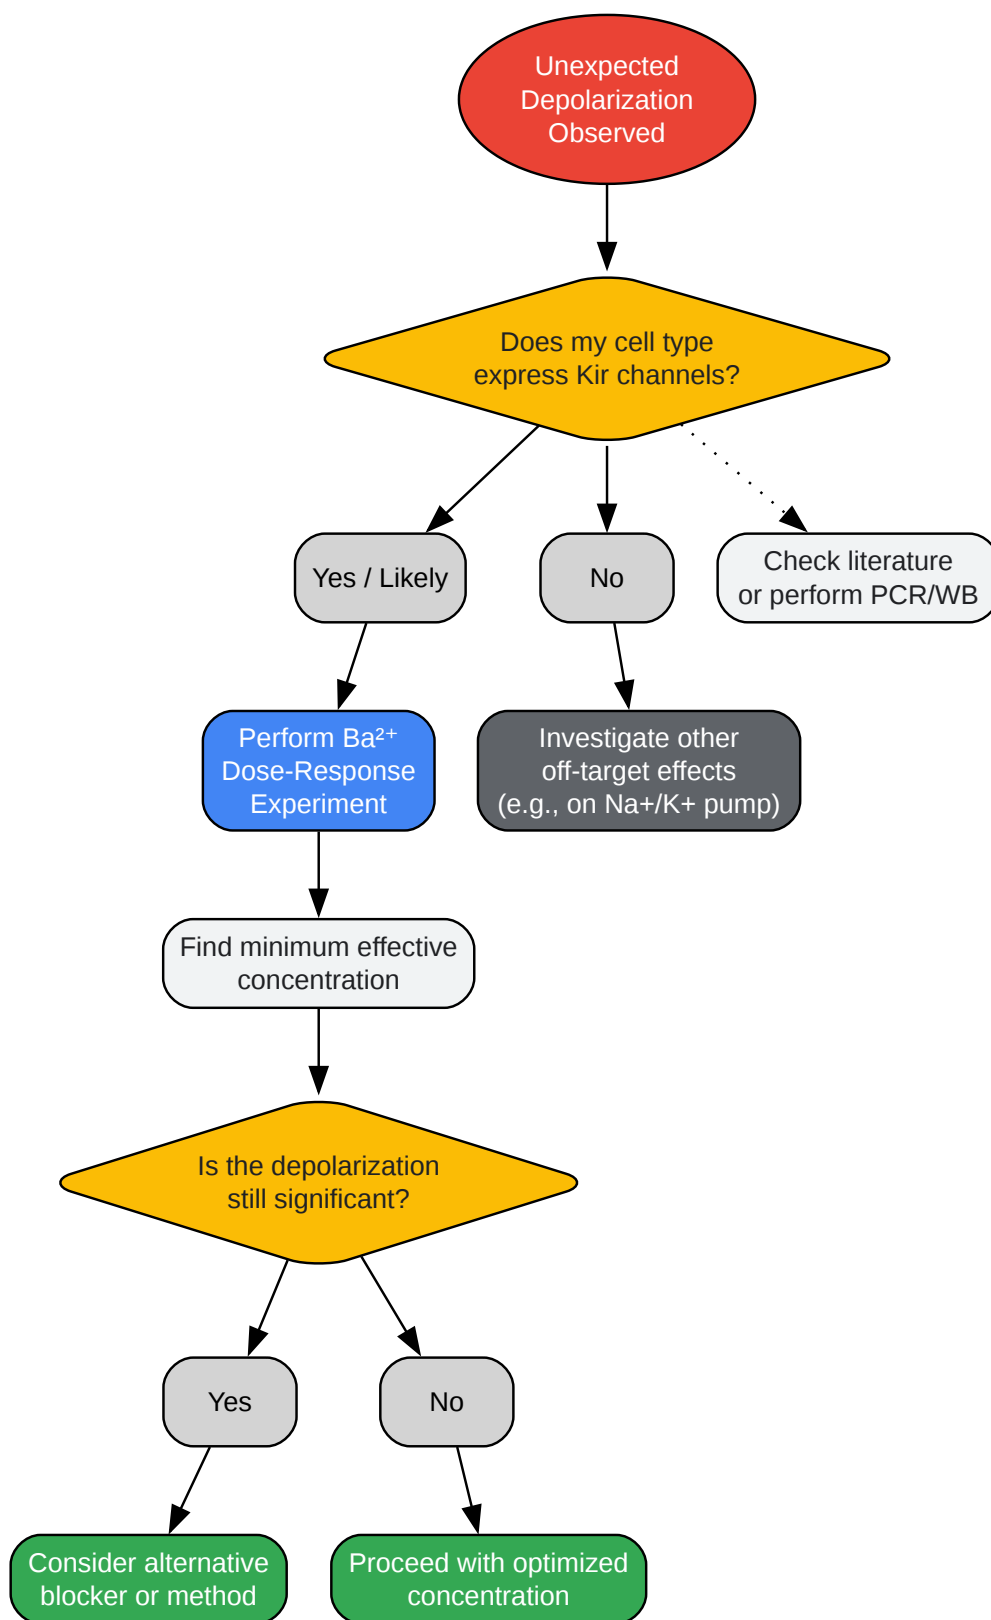 Unexpected
Depolarization
Observed
Does my cell type
express Kir channels?
Yes / Likely
No
Check literature
or perform PCR/WB
Perform Ba²⁺
Dose-Response
Experiment
Investigate other
off-target effects
(e.g., on Na+/K+ pump)
Find minimum effective
concentration
Is the depolarization
still significant?
Yes
No
Consider alternative
blocker or method
Proceed with optimized
concentration